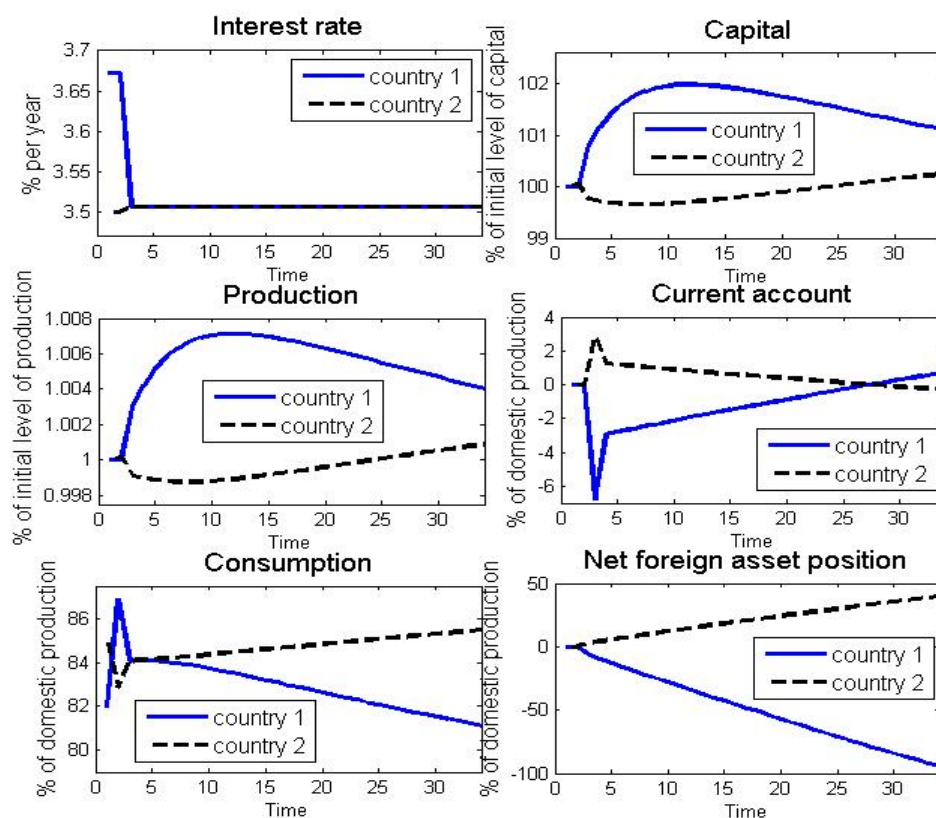 Interest rate
3.7
3.65
3.6
3.55
3.5
% per year
country 1
country 2
0 5 10 15 20 25 30
Time
Capital
102
101
100
99
% of initial level of capital
country 1
country 2
0 5 10 15 20 25 30
Time
Production
1.008
1.006
1.004
1.002
1
0.998
% of initial level of production
country 1
country 2
0 5 10 15 20 25 30
Time
Current account
4
2
0
-2
-4
-6
% of domestic production
country 1
country 2
0 5 10 15 20 25 30
Time
Consumption
86
84
82
80
% of domestic production
country 1
country 2
0 5 10 15 20 25 30
Time
Net foreign asset position
50
0
-50
-100
% of domestic production
country 1
country 2
0 5 10 15 20 25 30
Time